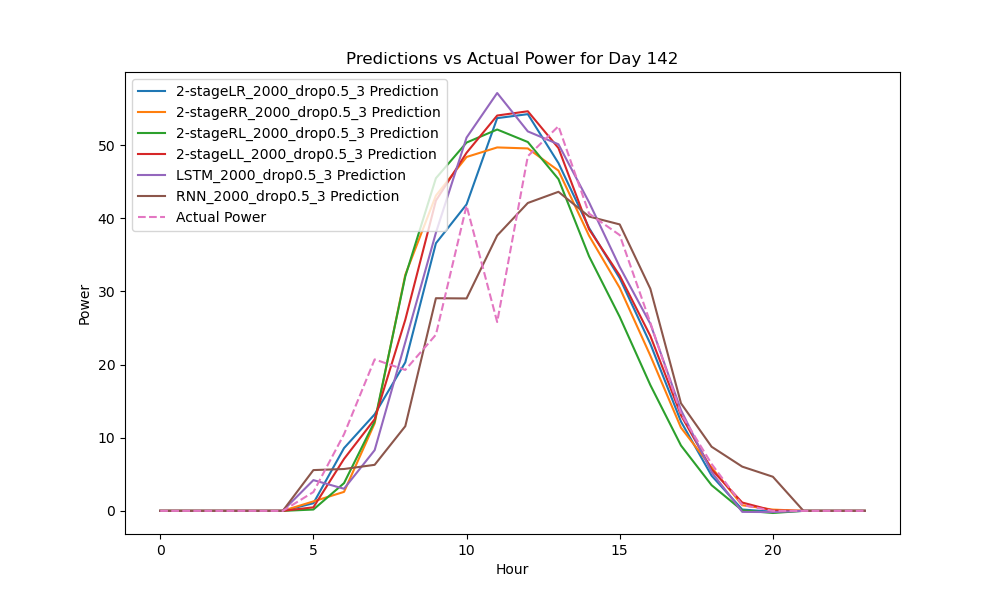 Predictions vs Actual Power for Day 142
2-stageLR_2000_drop0.5_3 Prediction
2-stageRR_2000_drop0.5_3 Prediction
2-stageRL_2000_drop0.5_3 Prediction
2-stageLL_2000_drop0.5_3 Prediction
LSTM_2000_drop0.5_3 Prediction
RNN_2000_drop0.5_3 Prediction
Actual Power
Power
50
40
30
20
10
0
0 5 10 15 20
Hour